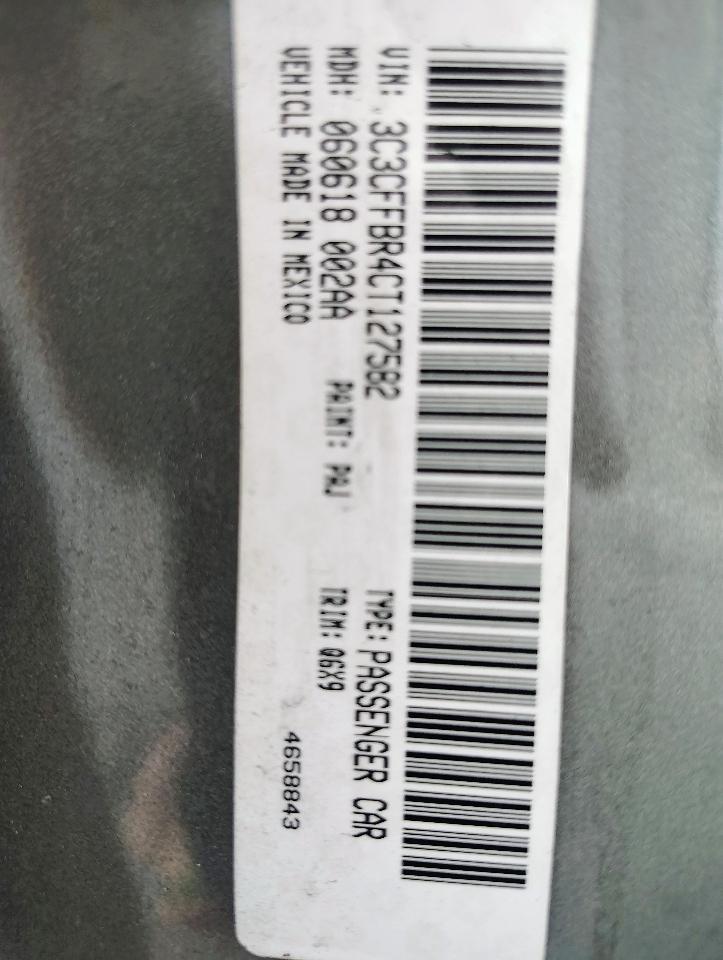 VIN: 3C3CFFBR4CT127582 TYPE: PASSENGER CAR
MDH: 060618 002AA PAINT: PAJ TRIM: Q6X9
VEHICLE MADE IN MEXICO 4658843